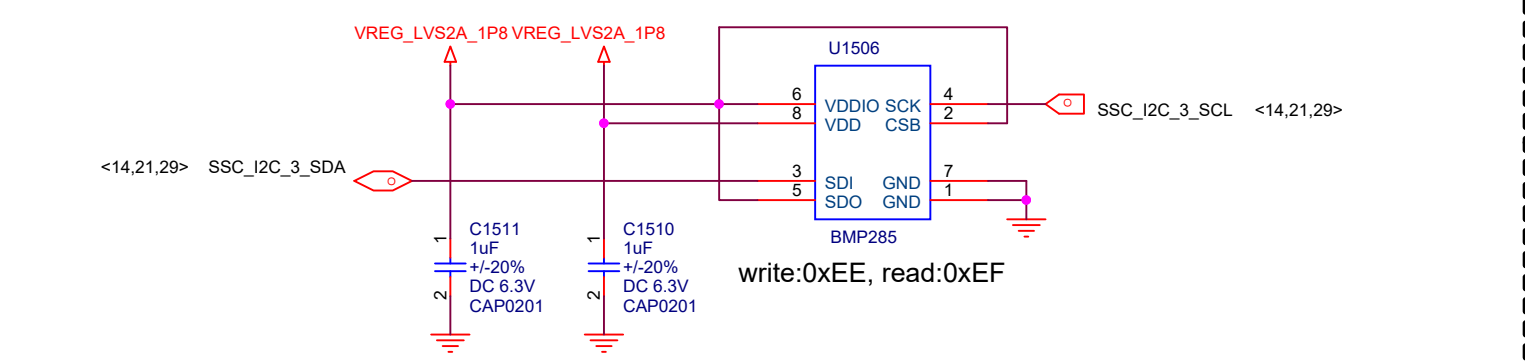 VREG_LVS2A_1P8 VREG_LVS2A_1P8
U1506
6 VDDIO SCK 4
8 VDD CSB 2
SSC_I2C_3_SCL <14,21,29>
<14,21,29> SSC_I2C_3_SDA
3 SDI GND 7
5 SDO GND 1
BMP285
1
C1511
1uF
+/-20%
DC 6.3V
CAP0201
2
1
C1510
1uF
+/-20%
DC 6.3V
CAP0201
2
write:0xEE, read:0xEF